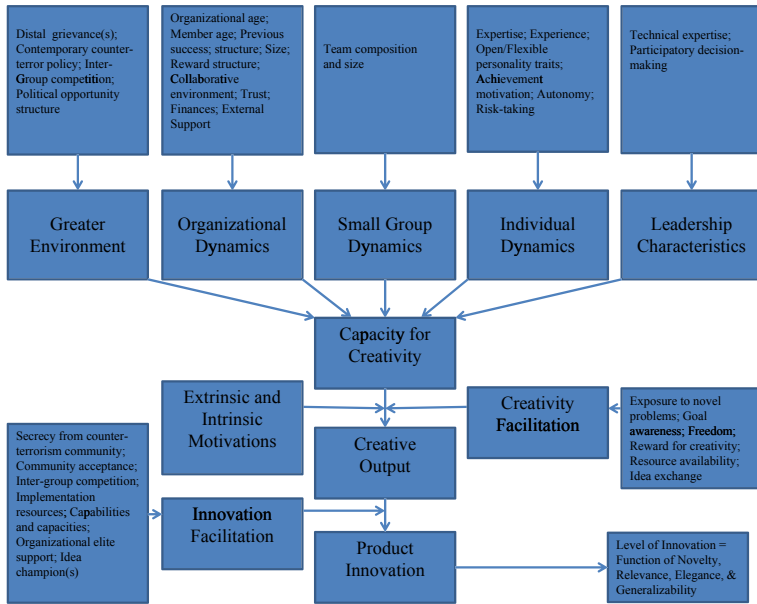 Distal grievance(s);
Contemporary counter-
terror policy; Inter-
Group competition;
Political opportunity
structure
Organizational age;
Member age; Previous
success; structure; Size;
Reward structure;
Collaborative
environment; Trust;
Finances; External
Support
Team composition
and size
Expertise; Experience;
Open/Flexible
personality traits;
Achievement
motivation; Autonomy;
Risk-taking
Technical expertise;
Participatory decision-
making
Greater
Environment
Organizational
Dynamics
Small Group
Dynamics
Individual
Dynamics
Leadership
Characteristics
Capacity for
Creativity
Extrinsic and
Intrinsic
Motivations
Creativity
Facilitation
Exposure to novel
problems; Goal
awareness; Freedom;
Reward for creativity;
Resource availability;
Idea exchange
Creative
Output
Secrecy from counter-
terrorism community;
Community acceptance;
Inter-group competition;
Implementation
resources; Capabilities
and capacities;
Organizational elite
support; Idea
champion(s)
Innovation
Facilitation
Product
Innovation
Level of Innovation =
Function of Novelty,
Relevance, Elegance, &
Generalizability